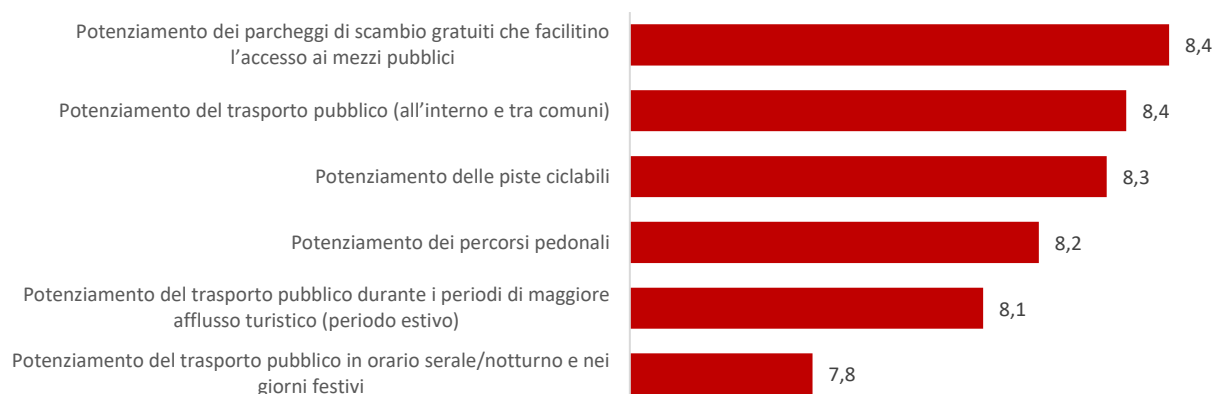 Potenziamento dei parcheggi di scambio gratuiti che facilitino
l’accesso ai mezzi pubblici
8,4
Potenziamento del trasporto pubblico (all’interno e tra comuni)
8,4
Potenziamento delle piste ciclabili
8,3
Potenziamento dei percorsi pedonali
8,2
Potenziamento del trasporto pubblico durante i periodi di maggiore
afflusso turistico (periodo estivo)
8,1
Potenziamento del trasporto pubblico in orario serale/notturno e nei
giorni festivi
7,8